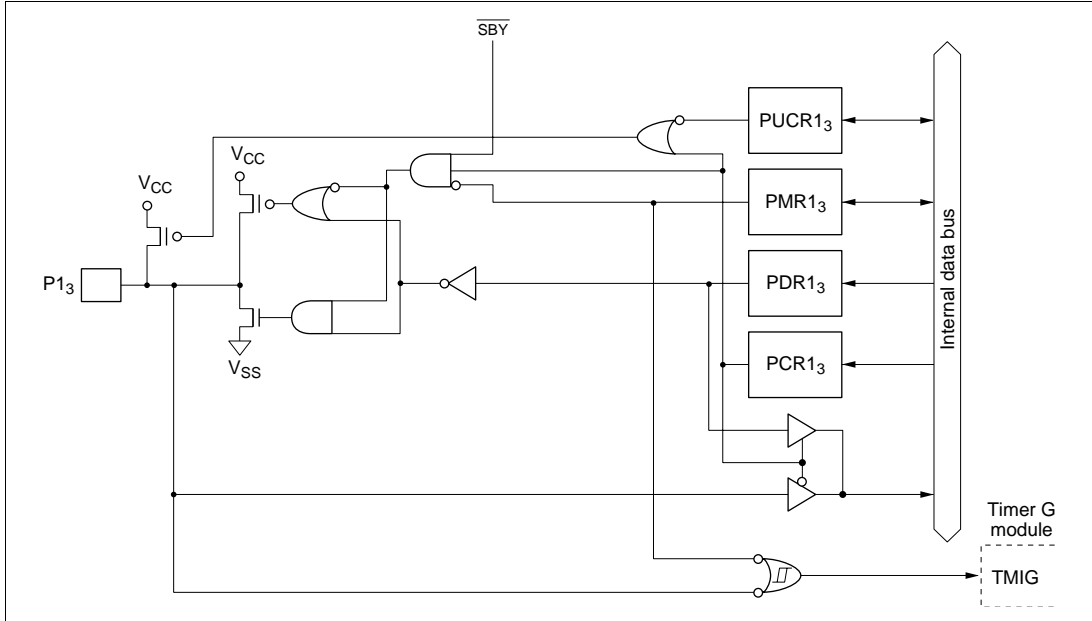 SBY
PUCR1₃
V_CC
V_CC
PMR1₃
P1₃
PDR1₃
Internal data bus
V_SS
PCR1₃
Timer G
module
TMIG